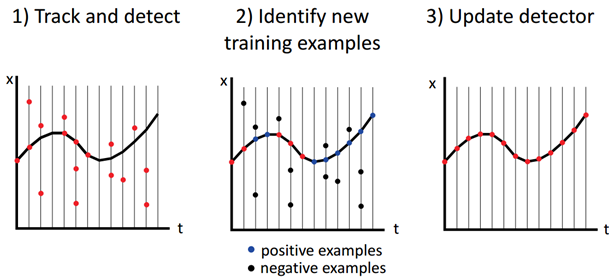 1) Track and detect
2) Identify new
training examples
3) Update detector
x
t
x
t
x
t
positive examples
negative examples